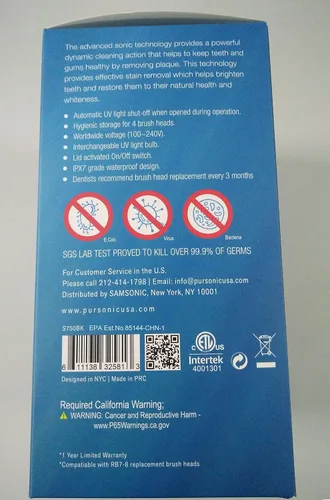 The advanced sonic technology provides a powerful
dynamic cleaning action that helps to keep teeth and
gums healthy by removing plaque. This technology
provides effective stain removal which helps brighten
teeth and restore them to their natural health and
whiteness.
• Automatic UV light shut-off when opened during operation.
• Hygienic storage for 4 brush heads.
• Worldwide voltage (100~240V).
• Interchangeable UV light bulb.
• Lid activated On/Off switch.
• IPX7 grade waterproof design.
• Dentists recommend brush head replacement every 3 months
E.Coli Virus Bacteria
SGS LAB TEST PROVED TO KILL OVER 99.9% OF GERMS
For Customer Service in the U.S.
Please call 212-414-1798 | Email: info@pursonicusa.com
Distributed by SAMSONIC, New York, NY 10001
www.pursonicusa.com
S750BK EPA Est.No.85144-CHN-1
6 11138 32581 3
c ETL US
Intertek
4001301
Designed in NYC | Made in PRC
Required California Warning;
WARNING: Cancer and Reproductive Harm -
www.P65Warnings.ca.gov
*1 Year Limited Warranty
*Compatible with RB7-8 replacement brush heads